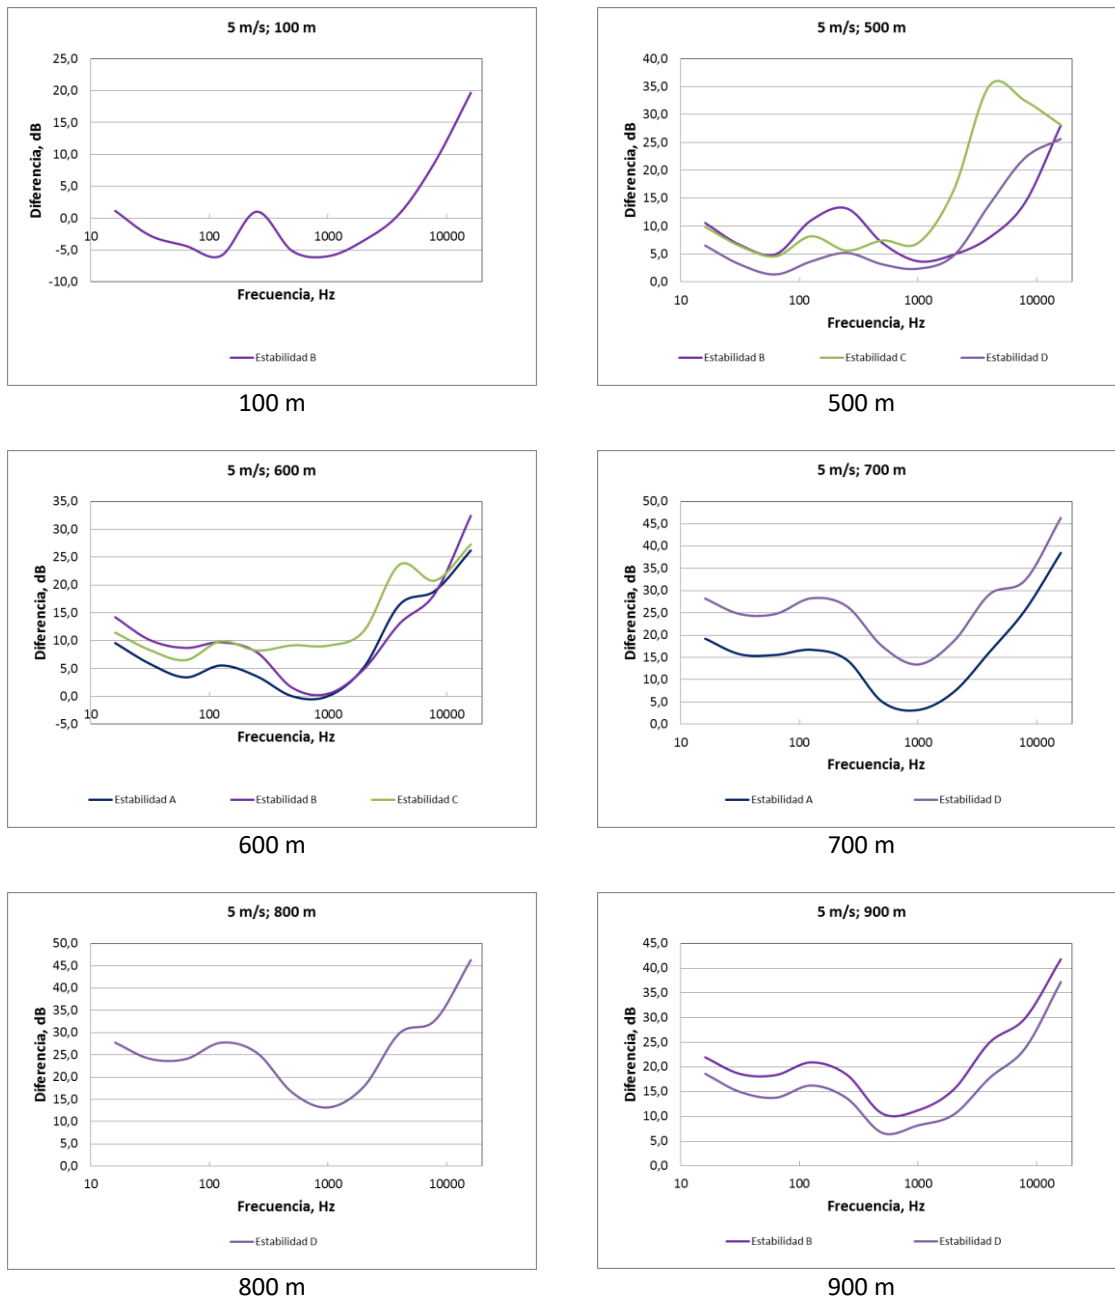 5 m/s; 100 m
25,0
20,0
15,0
10,0
5,0
0,0
-5,0
-10,0
Diferencia, dB
10 100 1000 10000
Frecuencia, Hz
Estabilidad B
100 m
5 m/s; 500 m
40,0
35,0
30,0
25,0
20,0
15,0
10,0
5,0
0,0
Diferencia, dB
10 100 1000 10000
Frecuencia, Hz
Estabilidad B Estabilidad C Estabilidad D
500 m
5 m/s; 600 m
35,0
30,0
25,0
20,0
15,0
10,0
5,0
0,0
-5,0
Diferencia, dB
10 100 1000 10000
Frecuencia, Hz
Estabilidad A Estabilidad B Estabilidad C
600 m
5 m/s; 700 m
50,0
45,0
40,0
35,0
30,0
25,0
20,0
15,0
10,0
5,0
0,0
Diferencia, dB
10 100 1000 10000
Frecuencia, Hz
Estabilidad A Estabilidad D
700 m
5 m/s; 800 m
50,0
45,0
40,0
35,0
30,0
25,0
20,0
15,0
10,0
5,0
0,0
Diferencia, dB
10 100 1000 10000
Frecuencia, Hz
Estabilidad D
800 m
5 m/s; 900 m
45,0
40,0
35,0
30,0
25,0
20,0
15,0
10,0
5,0
0,0
Diferencia, dB
10 100 1000 10000
Frecuencia, Hz
Estabilidad B Estabilidad D
900 m